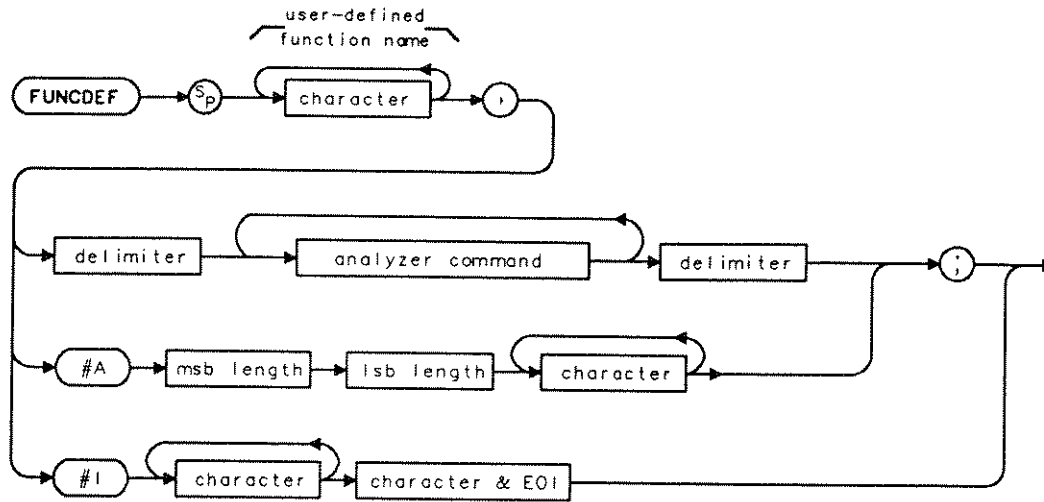 user-defined
function name
FUNCDEF Sp character ,
delimiter analyzer command delimiter ;
#A msb length lsb length character
#I character character & EOI